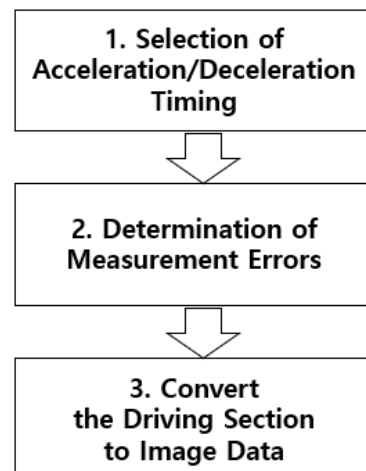 1. Selection of
Acceleration/Deceleration
Timing
2. Determination of
Measurement Errors
3. Convert
the Driving Section
to Image Data